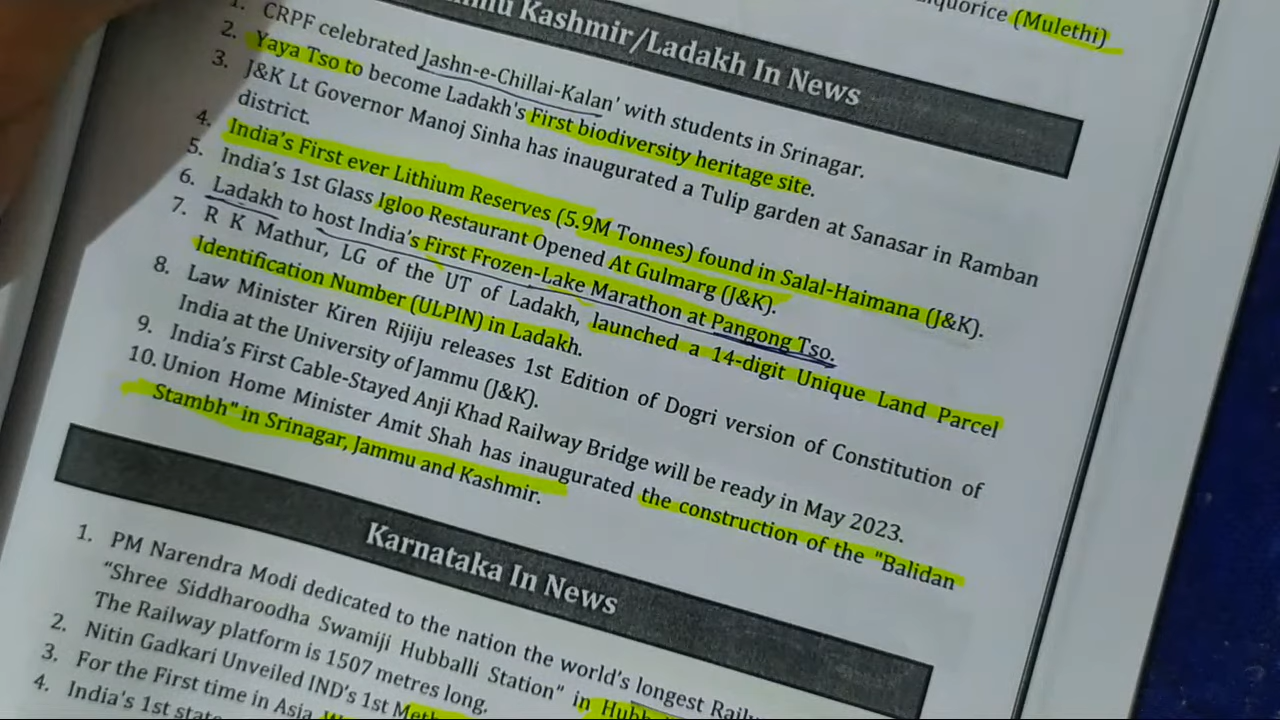 (Mulethi)
Kashmir/Ladakh In News
1. CRPF celebrated Jashn-e-Chillai-Kalan' with students in Srinagar.
2. Yaya Tso to become Ladakh's First biodiversity heritage site.
3. J&K Lt Governor Manoj Sinha has inaugurated a Tulip garden at Sanasar in Ramban
district.
4. India's First ever Lithium Reserves (5.9M Tonnes) found in Salal-Haimana (J&K).
5. India's 1st Glass Igloo Restaurant Opened At Gulmarg (J&K).
6. Ladakh to host India's First Frozen-Lake Marathon at Pangong Tso.
7. R K Mathur, LG of the UT of Ladakh, launched a 14-digit Unique Land Parcel
Identification Number (ULPIN) in Ladakh.
8. Law Minister Kiren Rijiju releases 1st Edition of Dogri version of Constitution of
India at the University of Jammu (J&K).
9. India's First Cable-Stayed Anji Khad Railway Bridge will be ready in May 2023.
10. Union Home Minister Amit Shah has inaugurated the construction of the "Balidan
Stambh" in Srinagar, Jammu and Kashmir.
Karnataka In News
1. PM Narendra Modi dedicated to the nation the world's longest
"Shree Siddharoodha Swamiji Hubballi Station" in
The Railway platform is 1507 metres long.
2. Nitin Gadkari Unveiled IND's 1st
3. For the First time in Asia
4. India's 1st